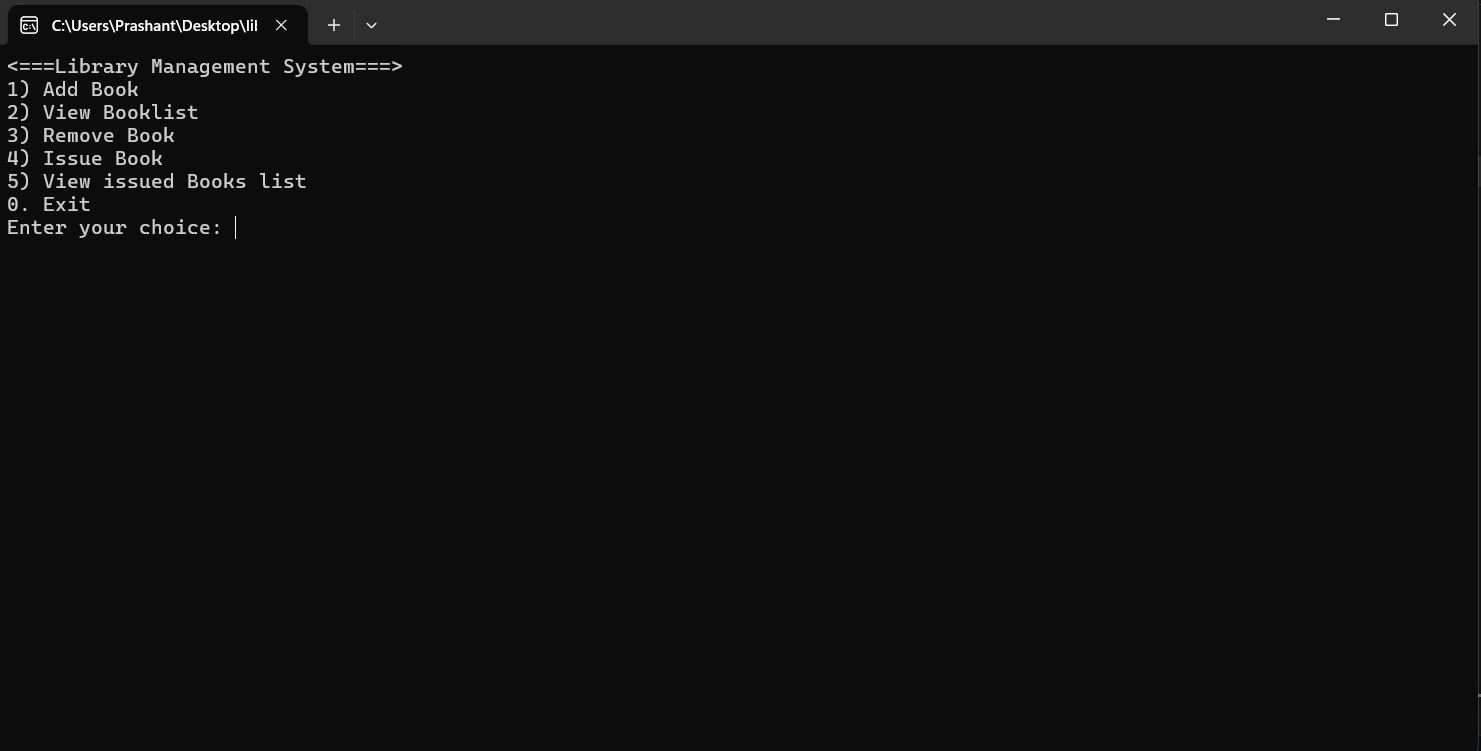 C:\Users\Prashant\Desktop\lil
<===Library Management System===>
1) Add Book
2) View Booklist
3) Remove Book
4) Issue Book
5) View issued Books list
0. Exit
Enter your choice: